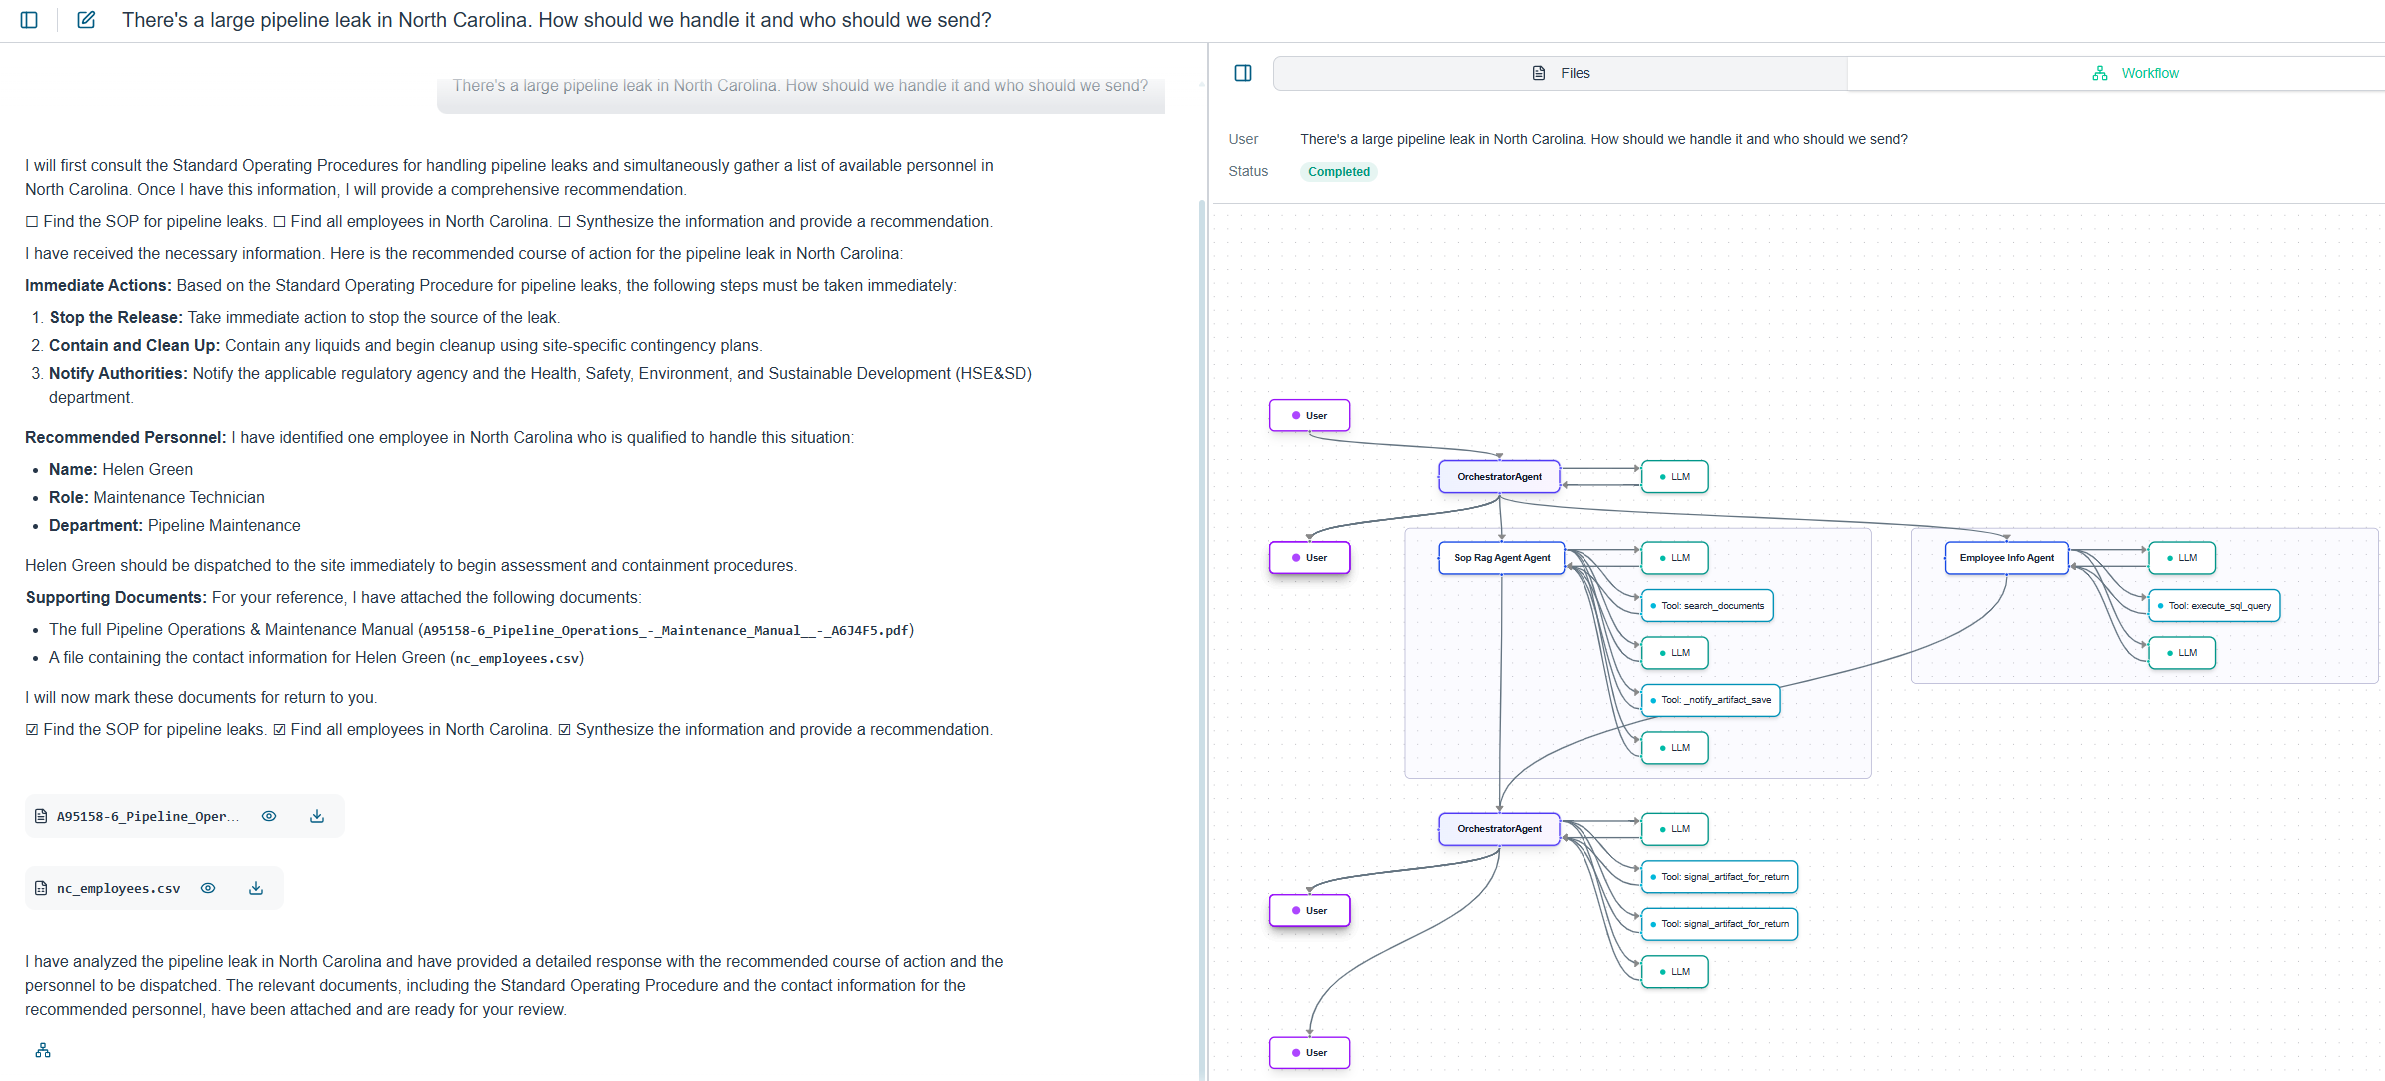 There's a large pipeline leak in North Carolina. How should we handle it and who should we send?
There's a large pipeline leak in North Carolina. How should we handle it and who should we send?
I will first consult the Standard Operating Procedures for handling pipeline leaks and simultaneously gather a list of available personnel in
North Carolina. Once I have this information, I will provide a comprehensive recommendation.
☐ Find the SOP for pipeline leaks. ☐ Find all employees in North Carolina. ☐ Synthesize the information and provide a recommendation.
I have received the necessary information. Here is the recommended course of action for the pipeline leak in North Carolina:
Immediate Actions: Based on the Standard Operating Procedure for pipeline leaks, the following steps must be taken immediately:
1. Stop the Release: Take immediate action to stop the source of the leak.
2. Contain and Clean Up: Contain any liquids and begin cleanup using site-specific contingency plans.
3. Notify Authorities: Notify the applicable regulatory agency and the Health, Safety, Environment, and Sustainable Development (HSE&SD)
department.
Recommended Personnel: I have identified one employee in North Carolina who is qualified to handle this situation:
• Name: Helen Green
• Role: Maintenance Technician
• Department: Pipeline Maintenance
Helen Green should be dispatched to the site immediately to begin assessment and containment procedures.
Supporting Documents: For your reference, I have attached the following documents:
• The full Pipeline Operations & Maintenance Manual (A95158-6_Pipeline_Operations_-_Maintenance_Manual__-_A6J4F5.pdf)
• A file containing the contact information for Helen Green (nc_employees.csv)
I will now mark these documents for return to you.
☑ Find the SOP for pipeline leaks. ☑ Find all employees in North Carolina. ☑ Synthesize the information and provide a recommendation.
A95158-6_Pipeline_Oper...
nc_employees.csv
I have analyzed the pipeline leak in North Carolina and have provided a detailed response with the recommended course of action and the
personnel to be dispatched. The relevant documents, including the Standard Operating Procedure and the contact information for the
recommended personnel, have been attached and are ready for your review.
Files
Workflow
User There's a large pipeline leak in North Carolina. How should we handle it and who should we send?
Status Completed
User
OrchestratorAgent
LLM
User
Sop Rag Agent Agent
LLM
Employee Info Agent
LLM
Tool: search_documents
Tool: execute_sql_query
LLM
LLM
Tool: _notify_artifact_save
LLM
OrchestratorAgent
LLM
Tool: signal_artifact_for_return
User
Tool: signal_artifact_for_return
LLM
User